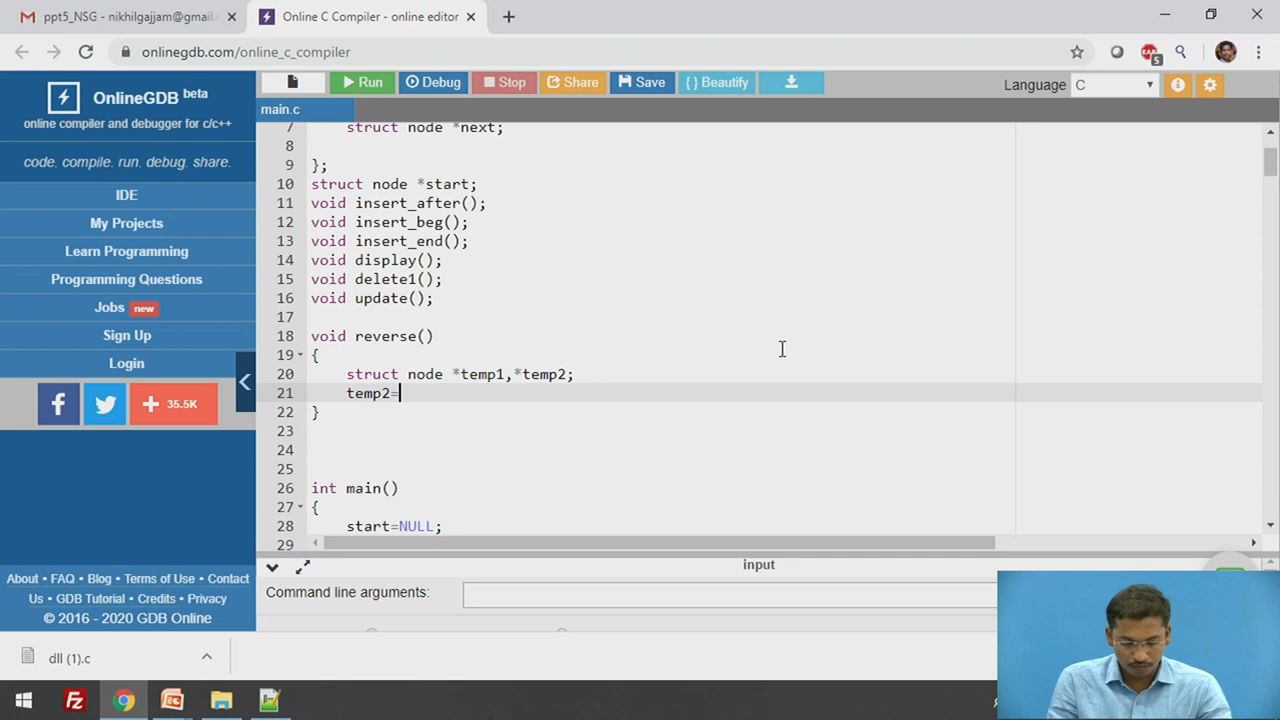 ppt5_NSG - nikhilgajjam@gmail.
Online C Compiler - online editor
onlinegdb.com/online_c_compiler
5
OnlineGDB beta
online compiler and debugger for c/c++
code. compile. run. debug. share.
IDE
My Projects
Learn Programming
Programming Questions
Jobs new
Sign Up
Login
35.5K
About • FAQ • Blog • Terms of Use • Contact
Us • GDB Tutorial • Credits • Privacy
© 2016 - 2020 GDB Online
Run Debug Stop Share Save { } Beautify
Language C
main.c
7 struct node *next;
8
9 };
10 struct node *start;
11 void insert_after();
12 void insert_beg();
13 void insert_end();
14 void display();
15 void delete1();
16 void update();
17
18 void reverse()
19 {
20 struct node *temp1,*temp2;
21 temp2=
22 }
23
24
25
26 int main()
27 {
28 start=NULL;
29
input
Command line arguments:
dll (1).c